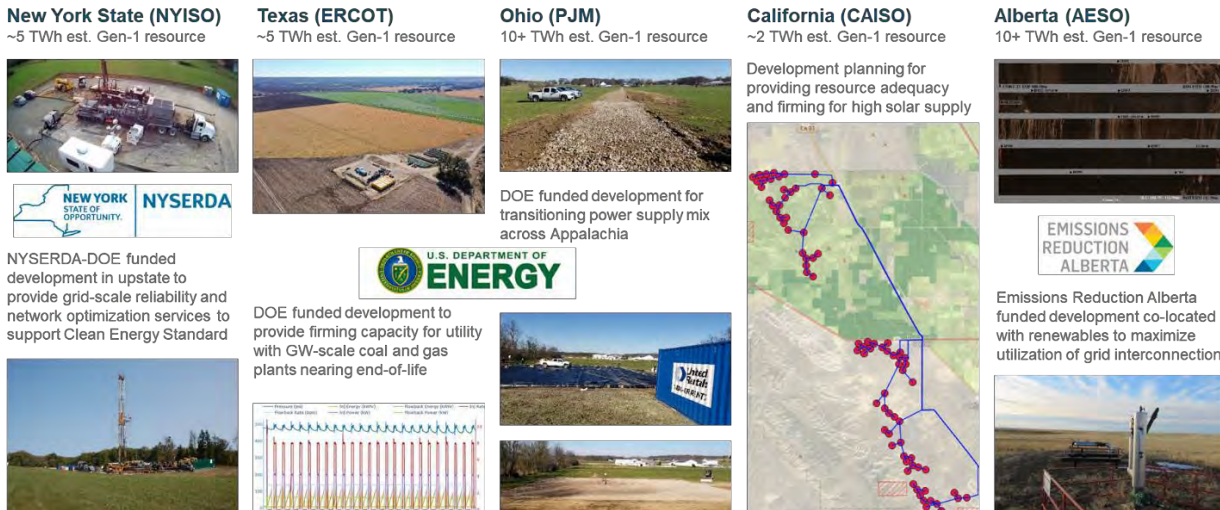 New York State (NYISO)
~5 TWh est. Gen-1 resource
NEW YORK
STATE OF
OPPORTUNITY.
NYSERDA
NYSERDA-DOE funded
development in upstate to
provide grid-scale reliability and
network optimization services to
support Clean Energy Standard
Texas (ERCOT)
~5 TWh est. Gen-1 resource
U.S. DEPARTMENT OF
ENERGY
DOE funded development to
provide firming capacity for utility
with GW-scale coal and gas
plants nearing end-of-life
Ohio (PJM)
10+ TWh est. Gen-1 resource
DOE funded development for
transitioning power supply mix
across Appalachia
United
Rentals
California (CAISO)
~2 TWh est. Gen-1 resource
Development planning for
providing resource adequacy
and firming for high solar supply
Alberta (AESO)
10+ TWh est. Gen-1 resource
EMISSIONS
REDUCTION
ALBERTA
Emissions Reduction Alberta
funded development co-located
with renewables to maximize
utilization of grid interconnection